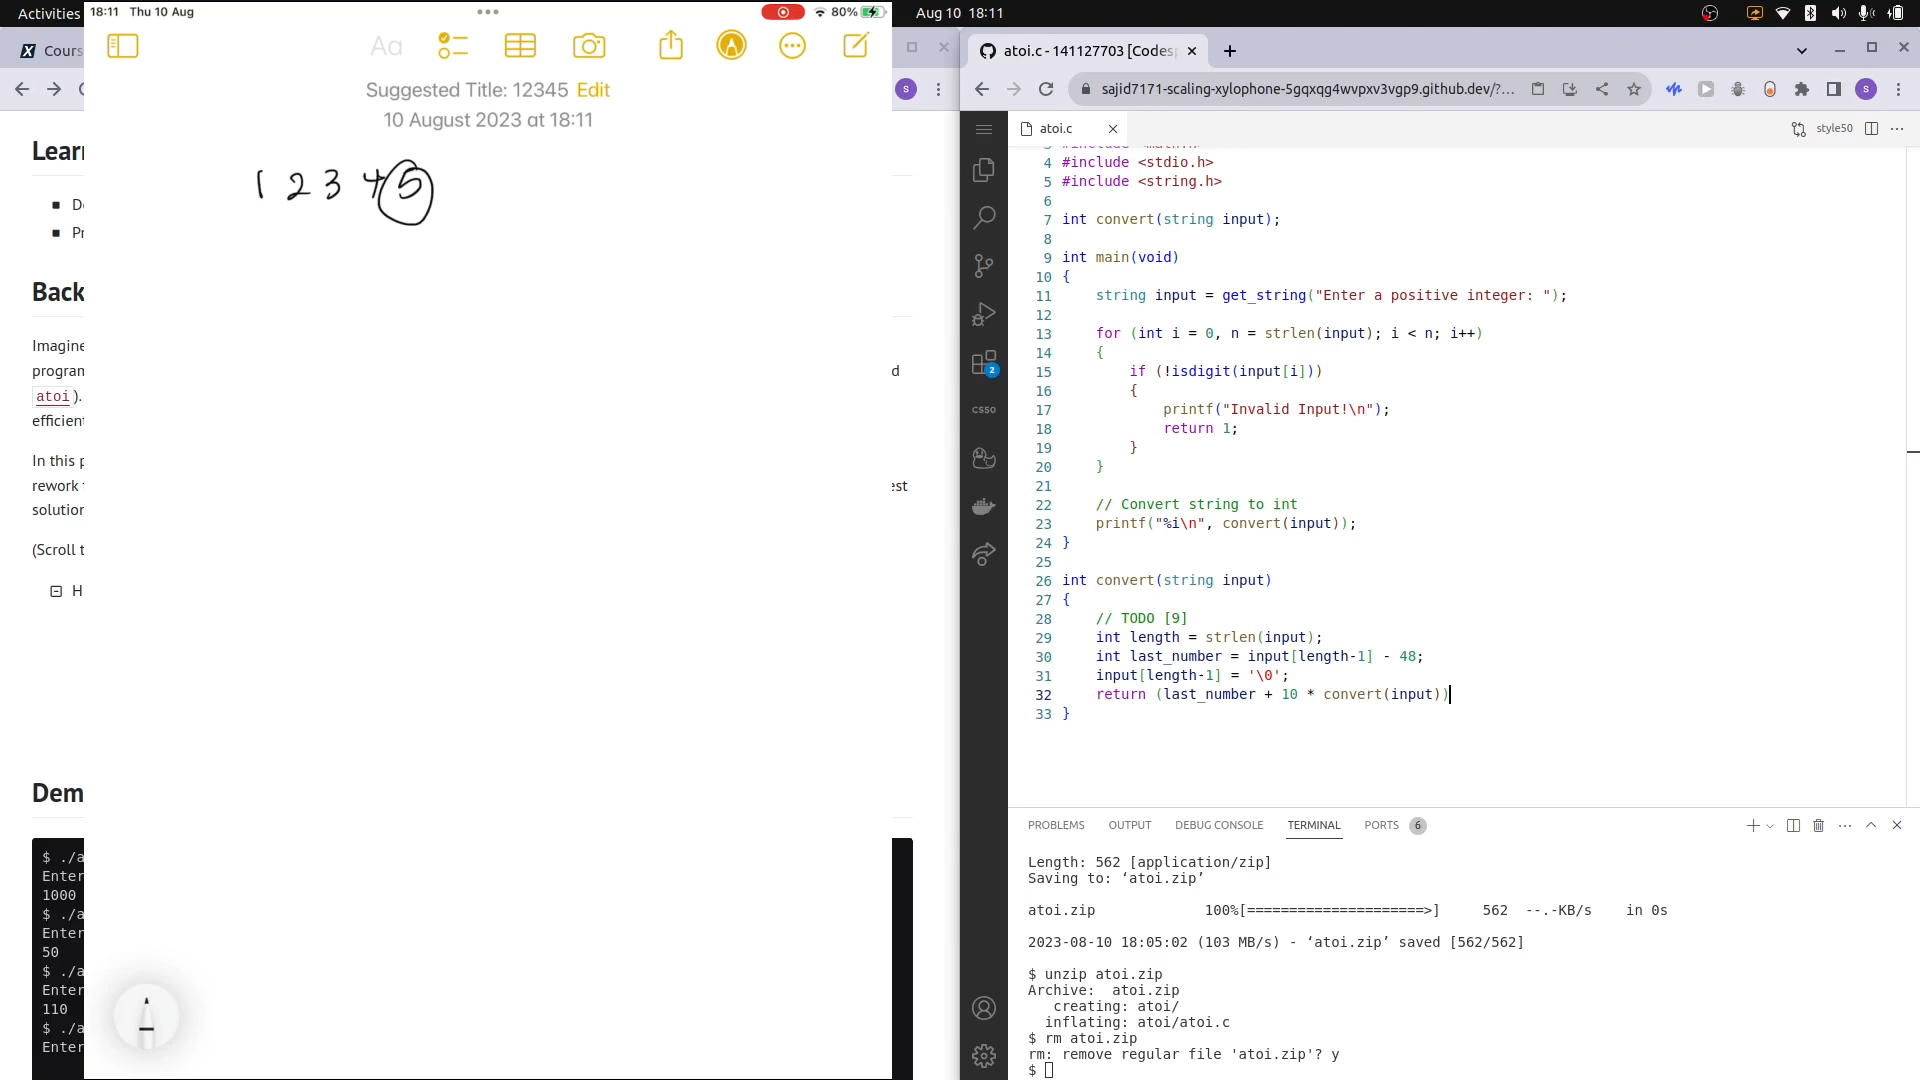 Activities
18:11 Thu 10 Aug
80%
Aug 10 18:11
Cours
atoi.c - 141127703 [Codesp
S
sajid7171-scaling-xylophone-5gqxqg4wvpxv3vgp9.github.dev/?...
S
Aa
Suggested Title: 12345 Edit
10 August 2023 at 18:11
1 2 3 4 5
Lear
D
Pr
Back
Imagine
program
d
atoi ).
efficien
In this p
rework
est
solution
(Scroll t
H
Dem
$ ./a
Enter
1000
$ ./a
Enter
50
$ ./a
Enter
110
$ ./a
Enter
atoi.c
style50
2
CSSO
4 #include <stdio.h>
5 #include <string.h>
6
7 int convert(string input);
8
9 int main(void)
10 {
11 string input = get_string("Enter a positive integer: ");
12
13 for (int i = 0, n = strlen(input); i < n; i++)
14 {
15 if (!isdigit(input[i]))
16 {
17 printf("Invalid Input!\n");
18 return 1;
19 }
20 }
21
22 // Convert string to int
23 printf("%i\n", convert(input));
24 }
25
26 int convert(string input)
27 {
28 // TODO [9]
29 int length = strlen(input);
30 int last_number = input[length-1] - 48;
31 input[length-1] = '\0';
32 return (last_number + 10 * convert(input))
33 }
PROBLEMS OUTPUT DEBUG CONSOLE TERMINAL PORTS 6
Length: 562 [application/zip]
Saving to: ‘atoi.zip’
atoi.zip 100%[=====================>] 562 --.-KB/s in 0s
2023-08-10 18:05:02 (103 MB/s) - ‘atoi.zip’ saved [562/562]
$ unzip atoi.zip
Archive: atoi.zip
creating: atoi/
inflating: atoi/atoi.c
$ rm atoi.zip
rm: remove regular file 'atoi.zip'? y
$